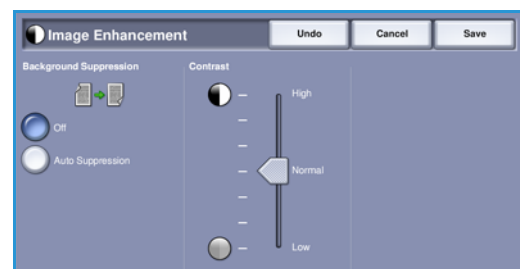 Image Enhancement
Undo
Cancel
Save
Background Suppression
Off
Auto Suppression
Contrast
High
Normal
Low